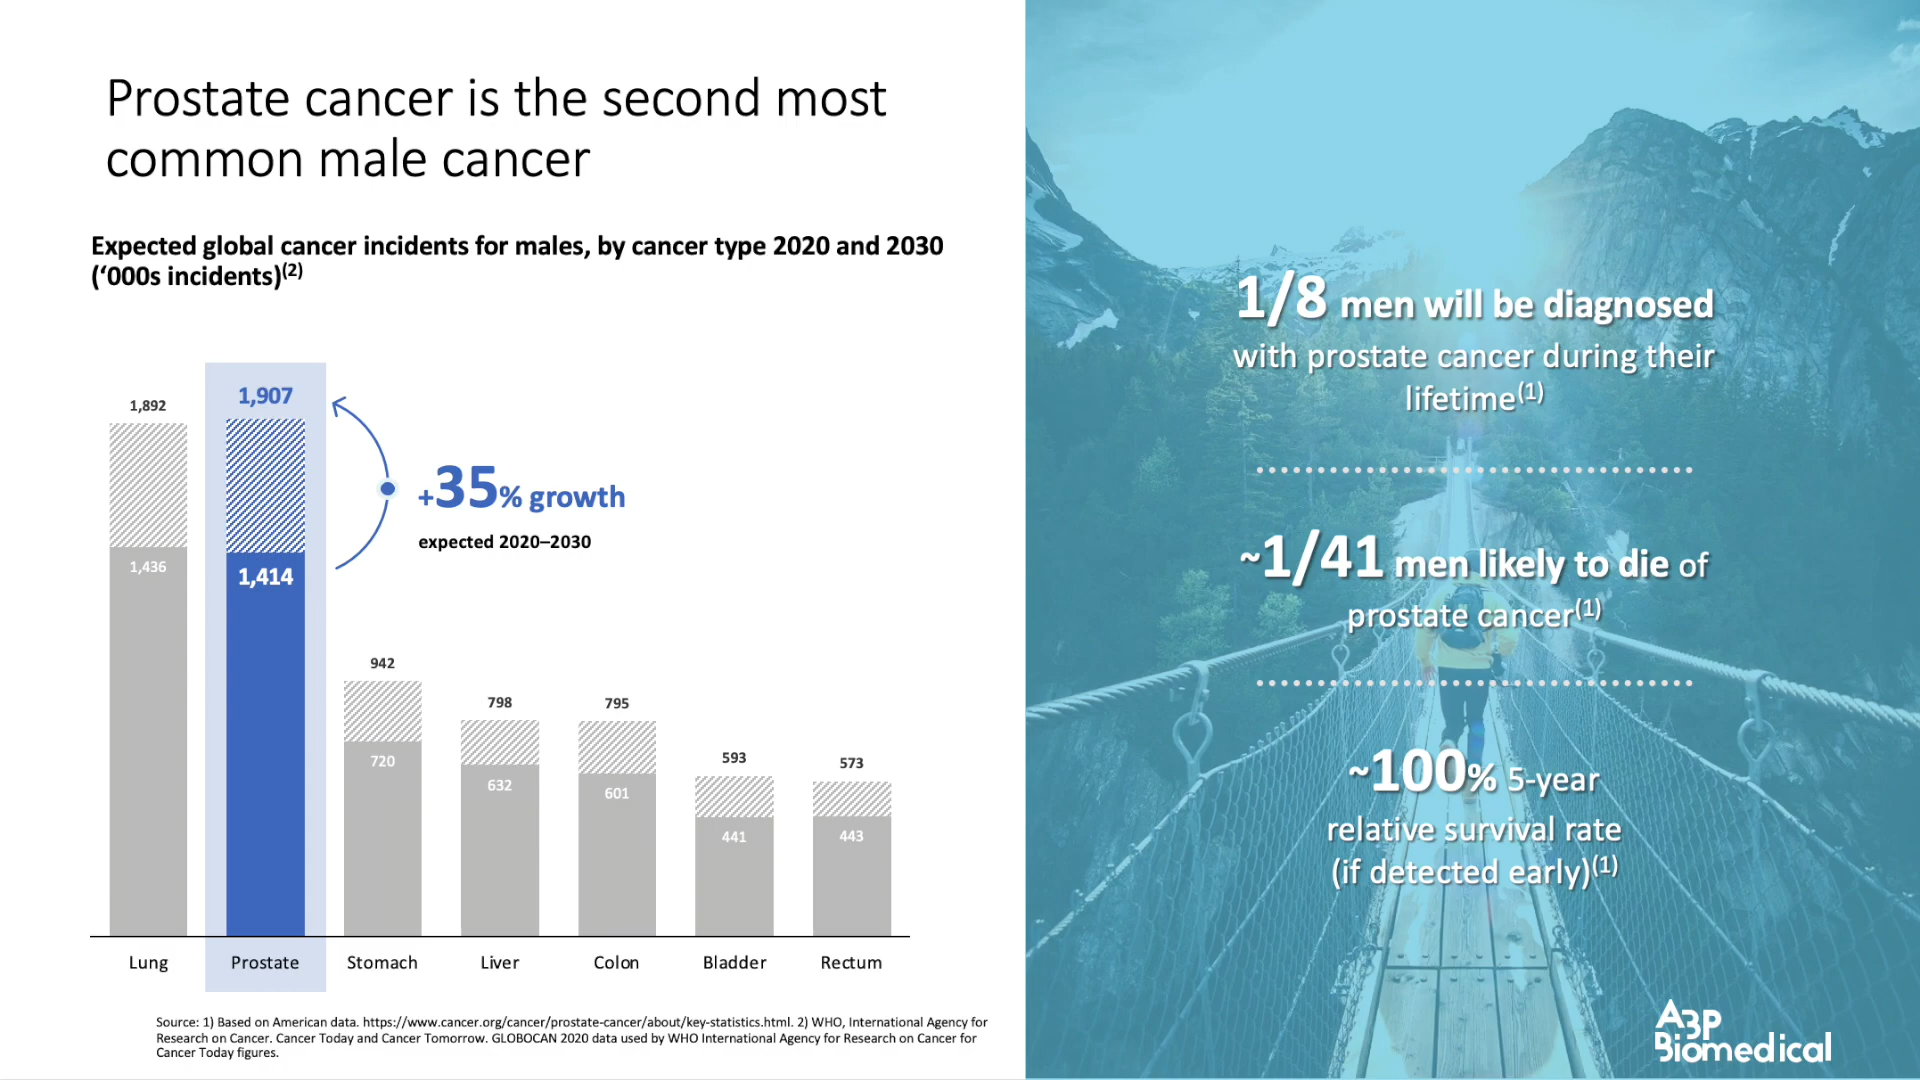 Prostate cancer is the second most
common male cancer
Expected global cancer incidents for males, by cancer type 2020 and 2030
(‘000s incidents)(2)
1,892
1,907
1,436
1,414
+35% growth
expected 2020–2030
942
720
798
632
795
601
593
441
573
443
Lung
Prostate
Stomach
Liver
Colon
Bladder
Rectum
Source: 1) Based on American data. https://www.cancer.org/cancer/prostate-cancer/about/key-statistics.html. 2) WHO, International Agency for
Research on Cancer. Cancer Today and Cancer Tomorrow. GLOBOCAN 2020 data used by WHO International Agency for Research on Cancer for
Cancer Today figures.
1/8 men will be diagnosed
with prostate cancer during their
lifetime(1)
~1/41 men likely to die of
prostate cancer(1)
~100% 5-year
relative survival rate
(if detected early)(1)
A3P
Biomedical